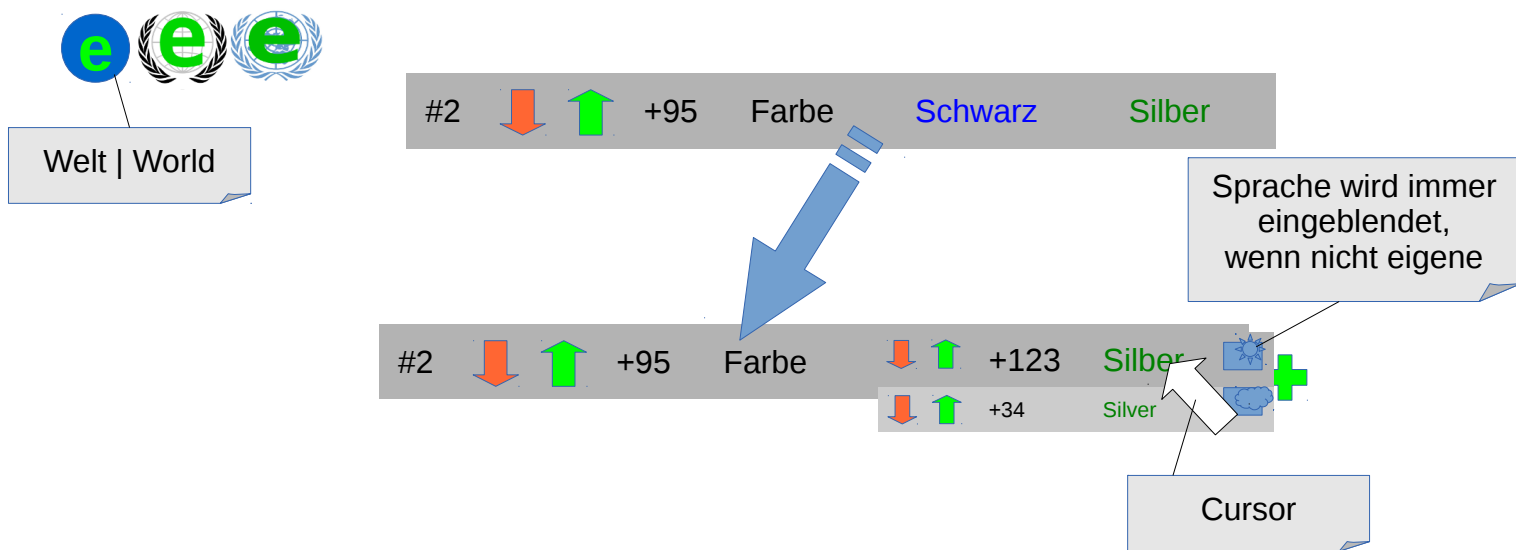 e e e
Welt | World
#2 +95 Farbe Schwarz Silber
Sprache wird immer
eingeblendet,
wenn nicht eigene
#2 +95 Farbe +123 Silber
+34 Silver
Cursor